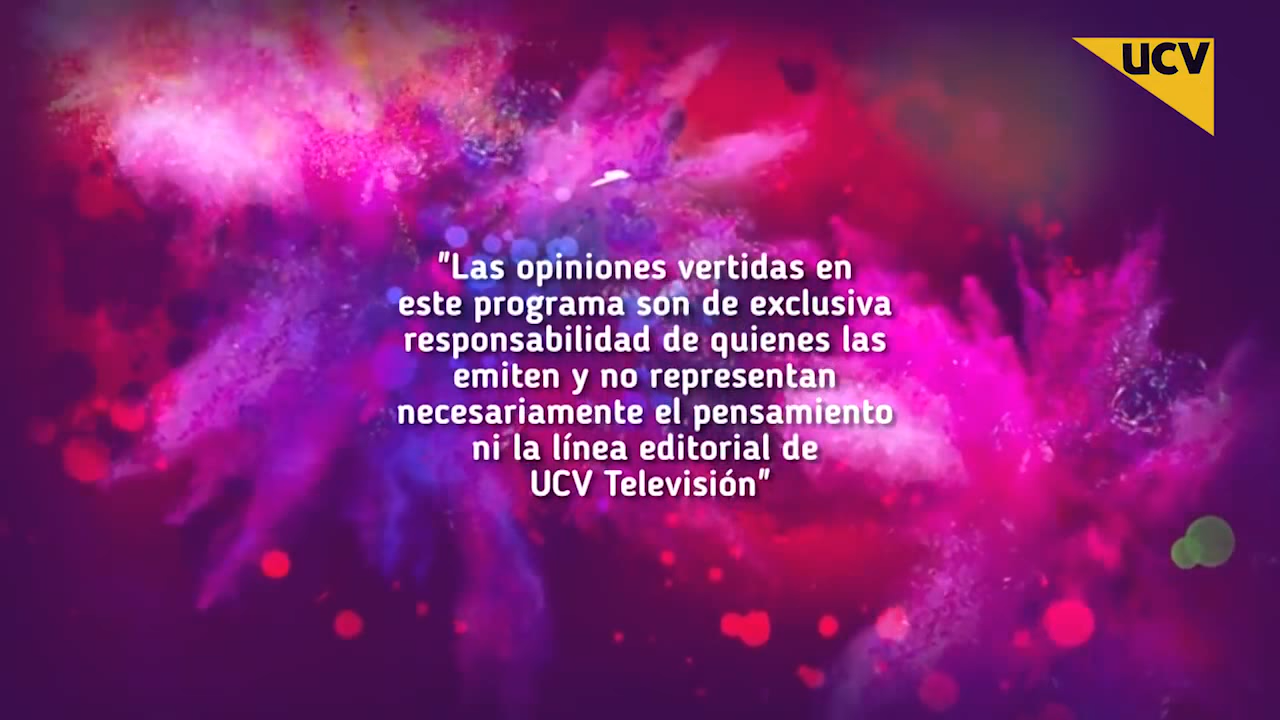 UCV
"Las opiniones vertidas en
este programa son de exclusiva
responsabilidad de quienes las
emiten y no representan
necesariamente el pensamiento
ni la línea editorial de
UCV Televisión"